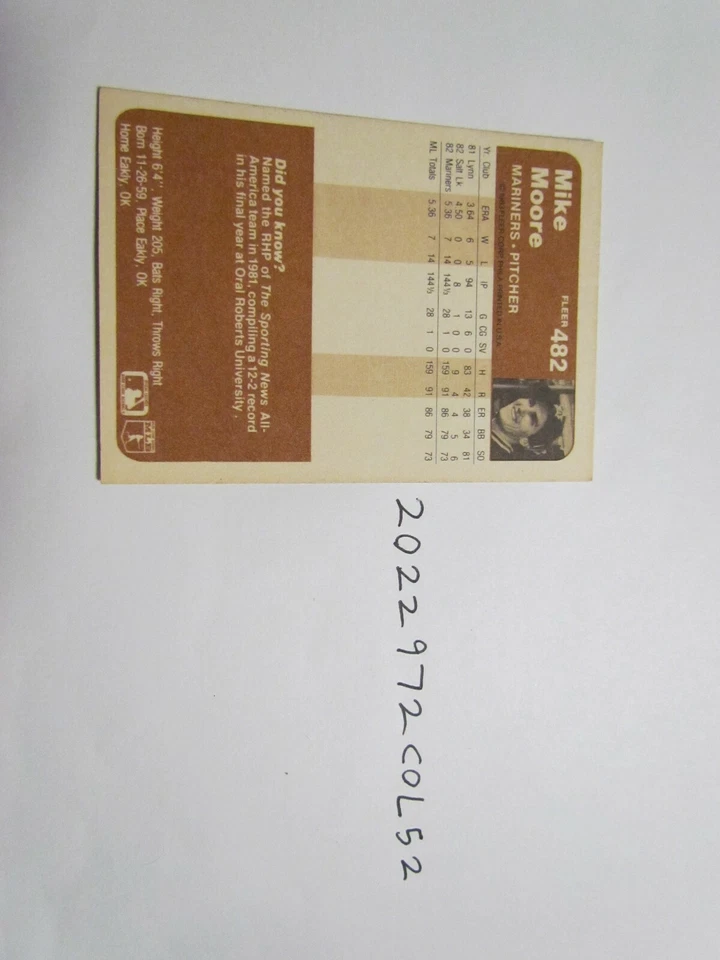 FLEER 482
Mike
Moore
MARINERS • PITCHER
Yr Club ERA W L IP G CG SV H R ER BB SO
81 Lynn 3.64 6 5 94 13 6 0 83 42 38 34 81
82 Salt Lk 4.50 0 0 8 1 0 0 9 4 4 5 6
82 Mariners 5.36 7 14 144⅓ 28 1 0 159 91 86 79 73
ML Totals 5.36 7 14 144⅓ 28 1 0 159 91 86 79 73
Did you know?
Named the RHP of The Sporting News All-
America team in 1981, compiling a 12-2 record
in his final year at Oral Roberts University.
Height 6'4" Weight 205 Bats Right, Throws Right
Born 11-26-59, Place Eakly, OK
Home Eakly, OK
2022972COL52